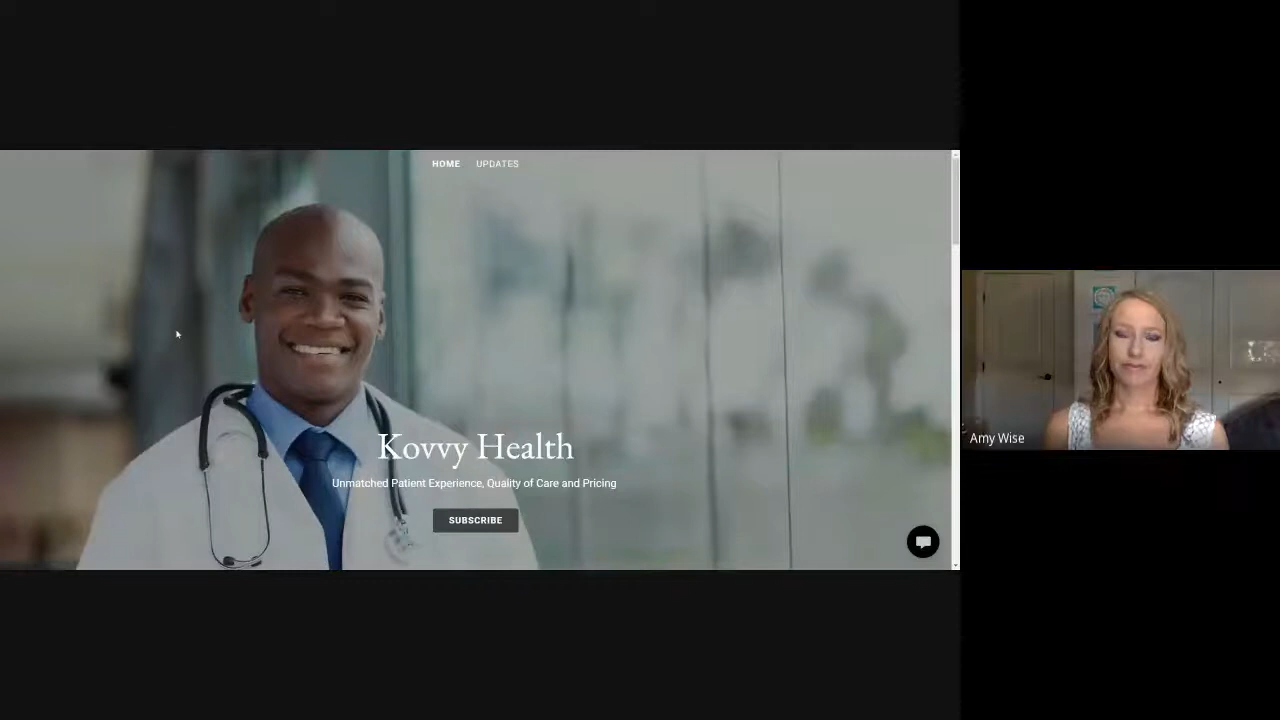 HOME UPDATES
Kovvy Health
Unmatched Patient Experience, Quality of Care and Pricing
SUBSCRIBE
Amy Wise